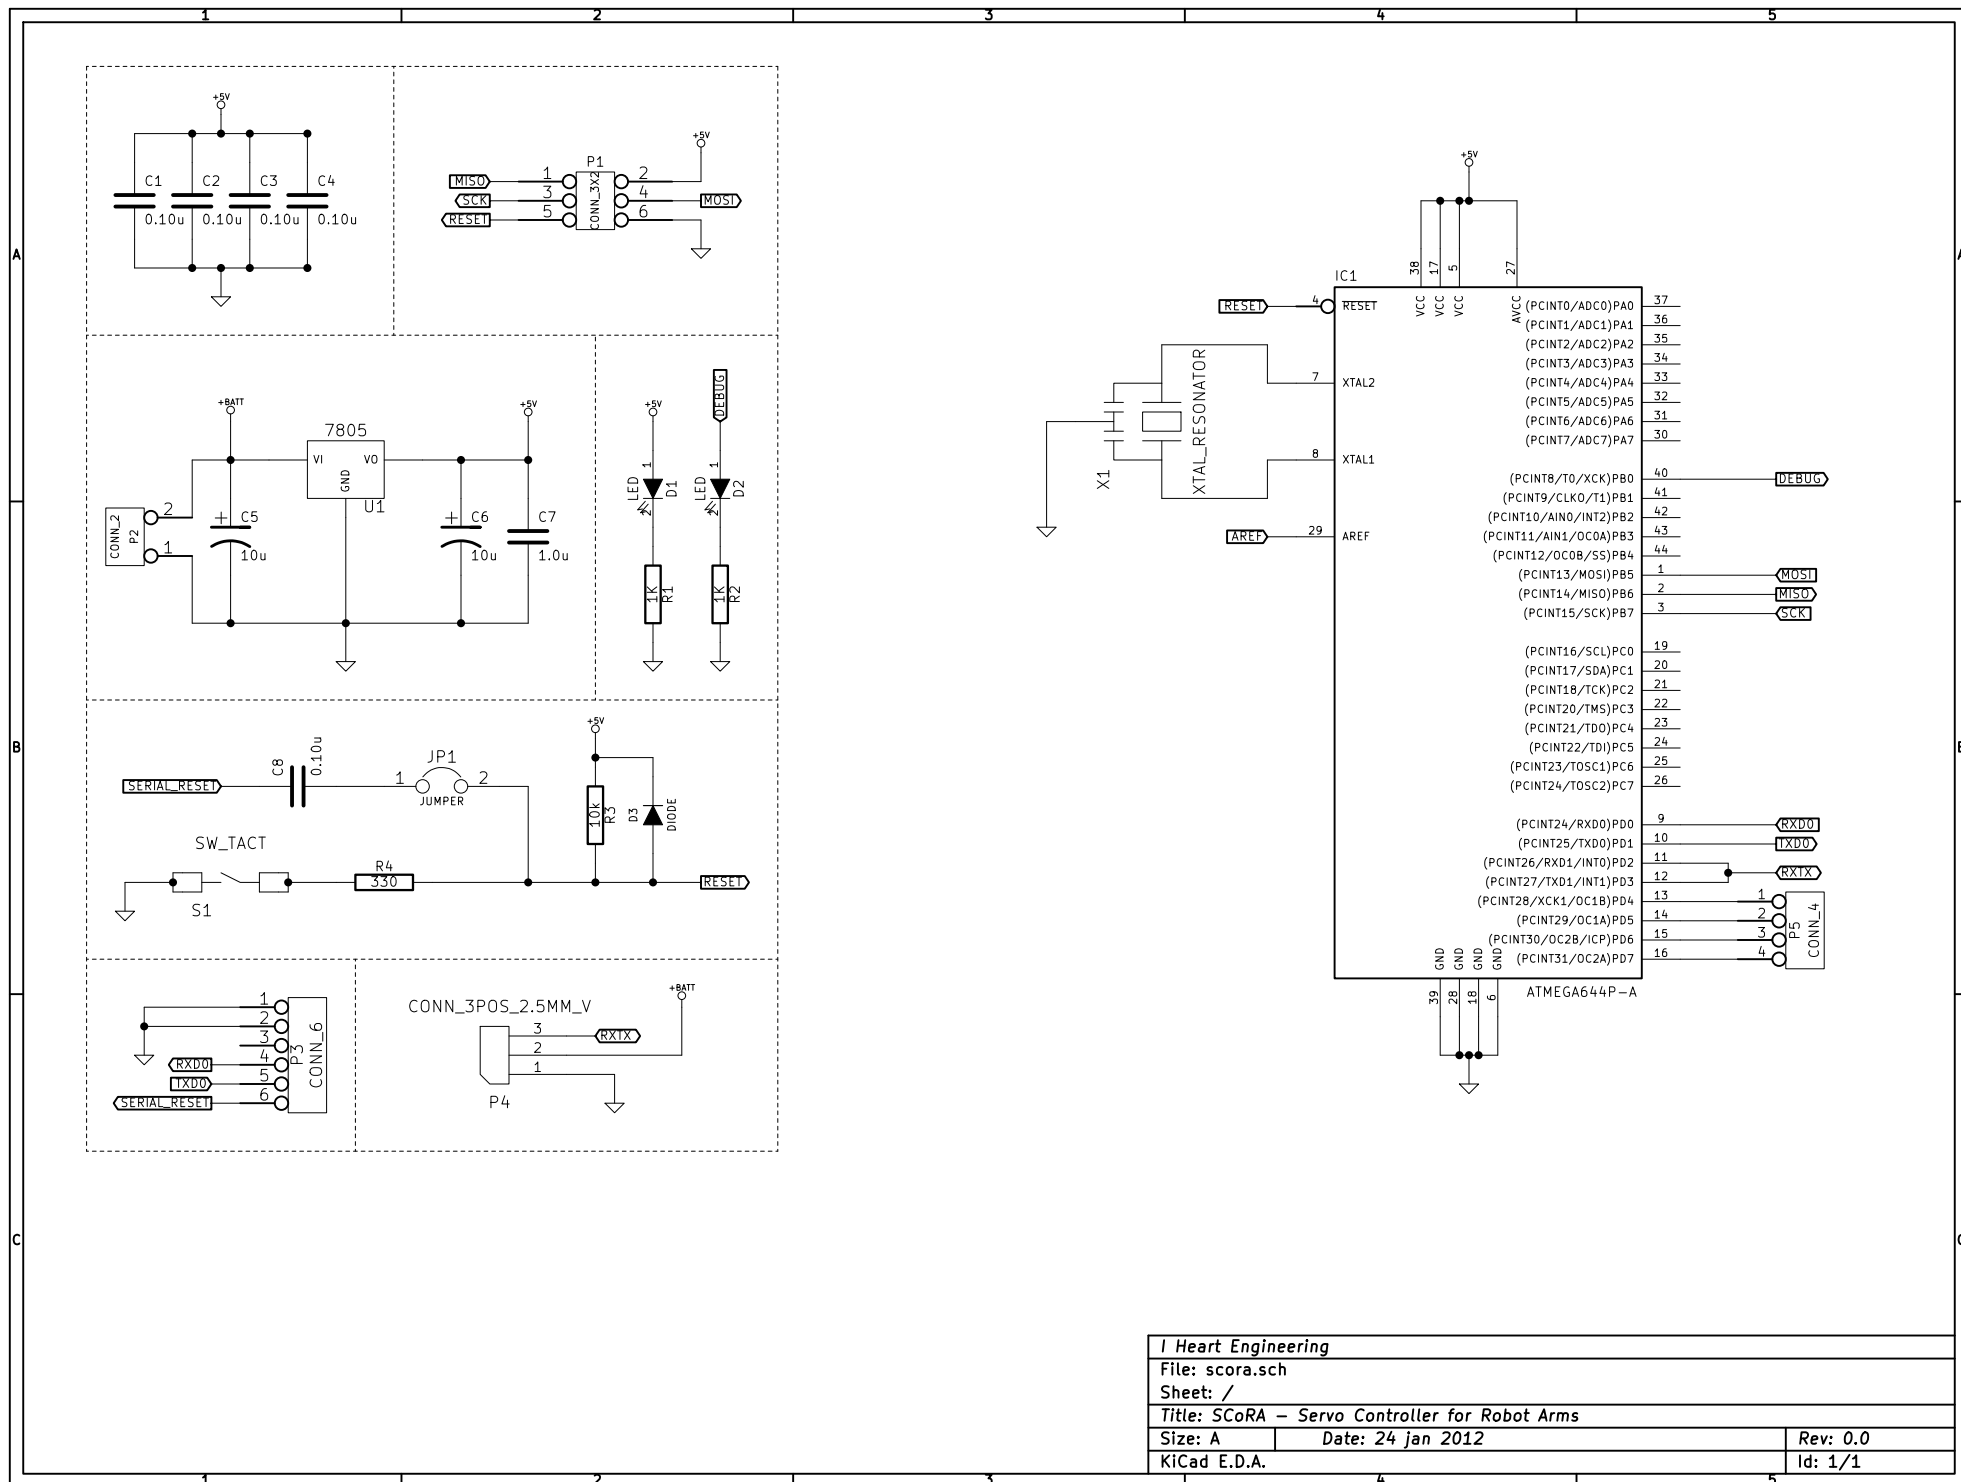 1 2 3 4 5
A
B
C
+5V
C1 C2 C3 C4
0.10u 0.10u 0.10u 0.10u
+5V
P1
CONN_3X2
MISO 1 2
SCK 3 4 MOSI
RESET 5 6
+BATT
+5V
7805
VI VO
GND
U1
CONN_2
P2
2
1
C5
10u
C6
10u
C7
1.0u
+5V
1
LED
D1
2
1K
R1
DEBUG
1
LED
D2
2
1K
R2
SERIAL_RESET
C8
0.10u
JP1
1 2
JUMPER
+5V
10k
R3
D3
DIODE
SW_TACT
S1
R4
330
RESET
1
2
3
RXD0 4
TXD0 5
SERIAL_RESET 6
P3
CONN_6
CONN_3POS_2.5MM_V
+BATT
3 RXTX
2
1
P4
+5V
IC1
38 17 5 27
VCC VCC VCC AVCC
RESET 4 RESET
7 XTAL2
8 XTAL1
X1
XTAL_RESONATOR
AREF 29 AREF
(PCINT0/ADC0)PA0 37
(PCINT1/ADC1)PA1 36
(PCINT2/ADC2)PA2 35
(PCINT3/ADC3)PA3 34
(PCINT4/ADC4)PA4 33
(PCINT5/ADC5)PA5 32
(PCINT6/ADC6)PA6 31
(PCINT7/ADC7)PA7 30
(PCINT8/T0/XCK)PB0 40 DEBUG
(PCINT9/CLKO/T1)PB1 41
(PCINT10/AIN0/INT2)PB2 42
(PCINT11/AIN1/OC0A)PB3 43
(PCINT12/OC0B/SS)PB4 44
(PCINT13/MOSI)PB5 1 MOSI
(PCINT14/MISO)PB6 2 MISO
(PCINT15/SCK)PB7 3 SCK
(PCINT16/SCL)PC0 19
(PCINT17/SDA)PC1 20
(PCINT18/TCK)PC2 21
(PCINT20/TMS)PC3 22
(PCINT21/TDO)PC4 23
(PCINT22/TDI)PC5 24
(PCINT23/TOSC1)PC6 25
(PCINT24/TOSC2)PC7 26
(PCINT24/RXD0)PD0 9 RXD0
(PCINT25/TXD0)PD1 10 TXD0
(PCINT26/RXD1/INT0)PD2 11
(PCINT27/TXD1/INT1)PD3 12 RXTX
(PCINT28/XCK1/OC1B)PD4 13 1
(PCINT29/OC1A)PD5 14 2
(PCINT30/OC2B/ICP)PD6 15 3
(PCINT31/OC2A)PD7 16 4
P5
CONN_4
GND GND GND GND
39 28 18 6
ATMEGA644P-A
I Heart Engineering
File: scora.sch
Sheet: /
Title: SCoRA – Servo Controller for Robot Arms
Size: A Date: 24 jan 2012 Rev: 0.0
KiCad E.D.A. Id: 1/1
1 2 3 4 5